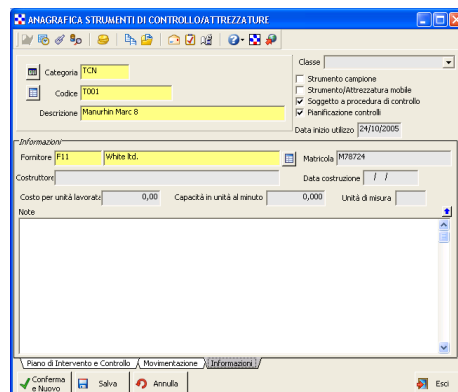 ANAGRAFICA STRUMENTI DI CONTROLLO/ATTREZZATURE
Categoria TCN
Codice T001
Descrizione Manurhin Marc 8
Classe
Strumento campione
Strumento/Attrezzatura mobile
Soggetto a procedura di controllo
Pianificazione controlli
Data inizio utilizzo 24/10/2005
Informazioni
Fornitore F11 White ltd. Matricola M78724
Costruttore Data costruzione / /
Costo per unità lavorata 0,00 Capacità in unità al minuto 0,000 Unità di misura
Note
Piano di Intervento e Controllo Movimentazione Informazioni
Conferma e Nuovo Salva Annulla Esci